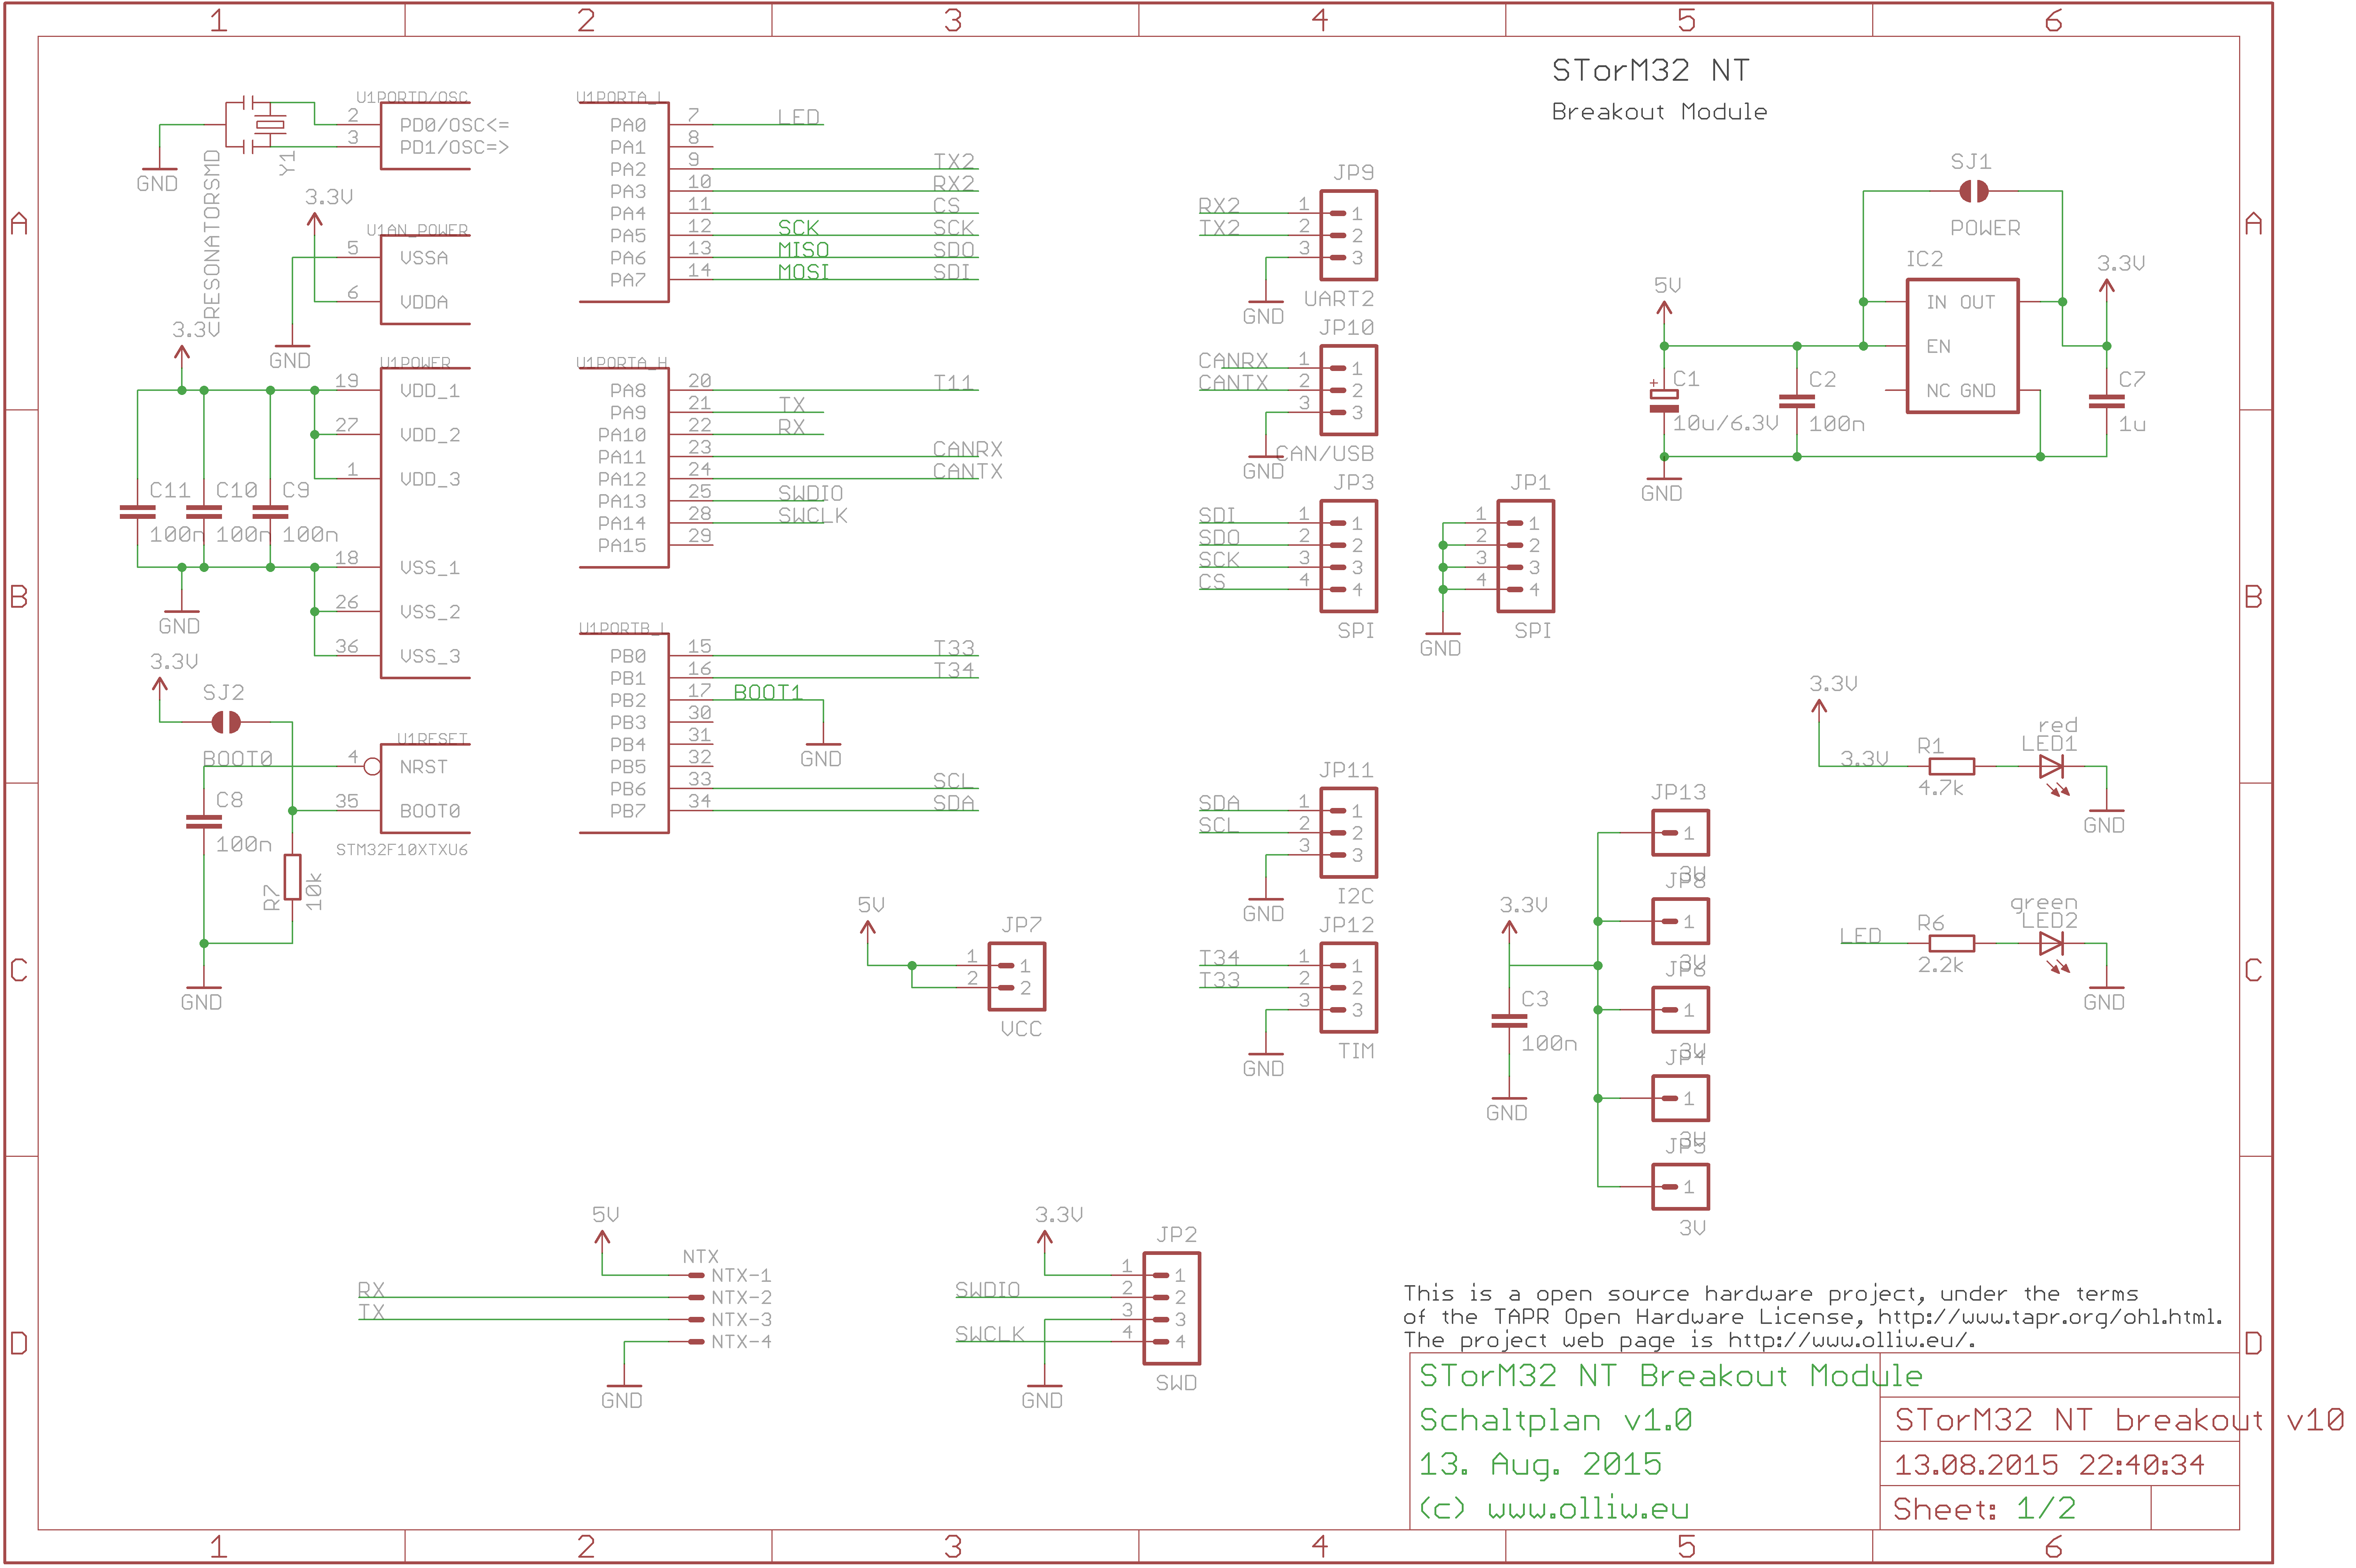 1 2 3 4 5 6
A
B
C
D
STorM32 NT
Breakout Module
U1PORTD/OSC
2 PD0/OSC<=
3 PD1/OSC=>
GND
RESONATORSMD
Y1
3.3V
U1AN_POWER
5 VSSA
6 VDDA
GND
3.3V
U1POWER
19 VDD_1
27 VDD_2
1 VDD_3
C11 C10 C9
100n 100n 100n
18 VSS_1
26 VSS_2
36 VSS_3
GND
3.3V
SJ2
BOOT0
U1RESET
4 NRST
35 BOOT0
STM32F10XTXU6
C8
100n
R7
10k
GND
U1PORTA_L
PA0 7 LED
PA1 8
PA2 9 TX2
PA3 10 RX2
PA4 11 CS
PA5 12 SCK SCK
PA6 13 MISO SDO
PA7 14 MOSI SDI
U1PORTA_H
PA8 20 T11
PA9 21 TX
PA10 22 RX
PA11 23 CANRX
PA12 24 CANTX
PA13 25 SWDIO
PA14 28 SWCLK
PA15 29
U1PORTB_L
PB0 15 T33
PB1 16 T34
PB2 17 BOOT1
PB3 30
PB4 31
PB5 32
PB6 33 SCL
PB7 34 SDA
GND
5V
JP7
1 1
2 2
VCC
JP9
RX2 1 1
TX2 2 2
3 3
UART2
GND
JP10
CANRX 1 1
CANTX 2 2
3 3
CAN/USB
GND
JP3
SDI 1 1
SDO 2 2
SCK 3 3
CS 4 4
SPI
JP1
1 1
2 2
3 3
4 4
SPI
GND
JP11
SDA 1 1
SCL 2 2
3 3
I2C
GND
JP12
T34 1 1
T33 2 2
3 3
TIM
GND
SJ1
POWER
IC2
IN OUT
EN
NC GND
5V
3.3V
C1
10u/6.3V
C2
100n
C7
1u
GND
3.3V
3.3V
R1
4.7k
red
LED1
GND
LED
R6
2.2k
green
LED2
GND
3.3V
C3
100n
GND
JP13
1
3V
JP8
1
3V
JP6
1
3V
JP4
1
3V
JP5
1
3V
5V
NTX
NTX-1
RX NTX-2
TX NTX-3
NTX-4
GND
3.3V
JP2
1 1
SWDIO 2 2
3 3
SWCLK 4 4
SWD
GND
This is a open source hardware project, under the terms
of the TAPR Open Hardware License, http://www.tapr.org/ohl.html.
The project web page is http://www.olliw.eu/.
STorM32 NT Breakout Module
Schaltplan v1.0
13. Aug. 2015
(c) www.olliw.eu
STorM32 NT breakout v10
13.08.2015 22:40:34
Sheet: 1/2
A
B
C
D
1 2 3 4 5 6